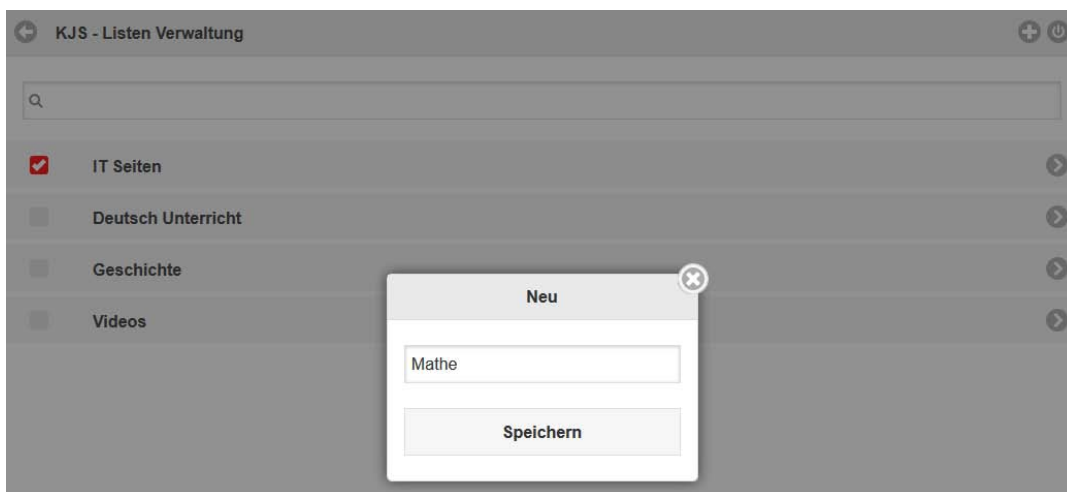 KJS - Listen Verwaltung
IT Seiten
Deutsch Unterricht
Geschichte
Videos
Neu
Mathe
Speichern